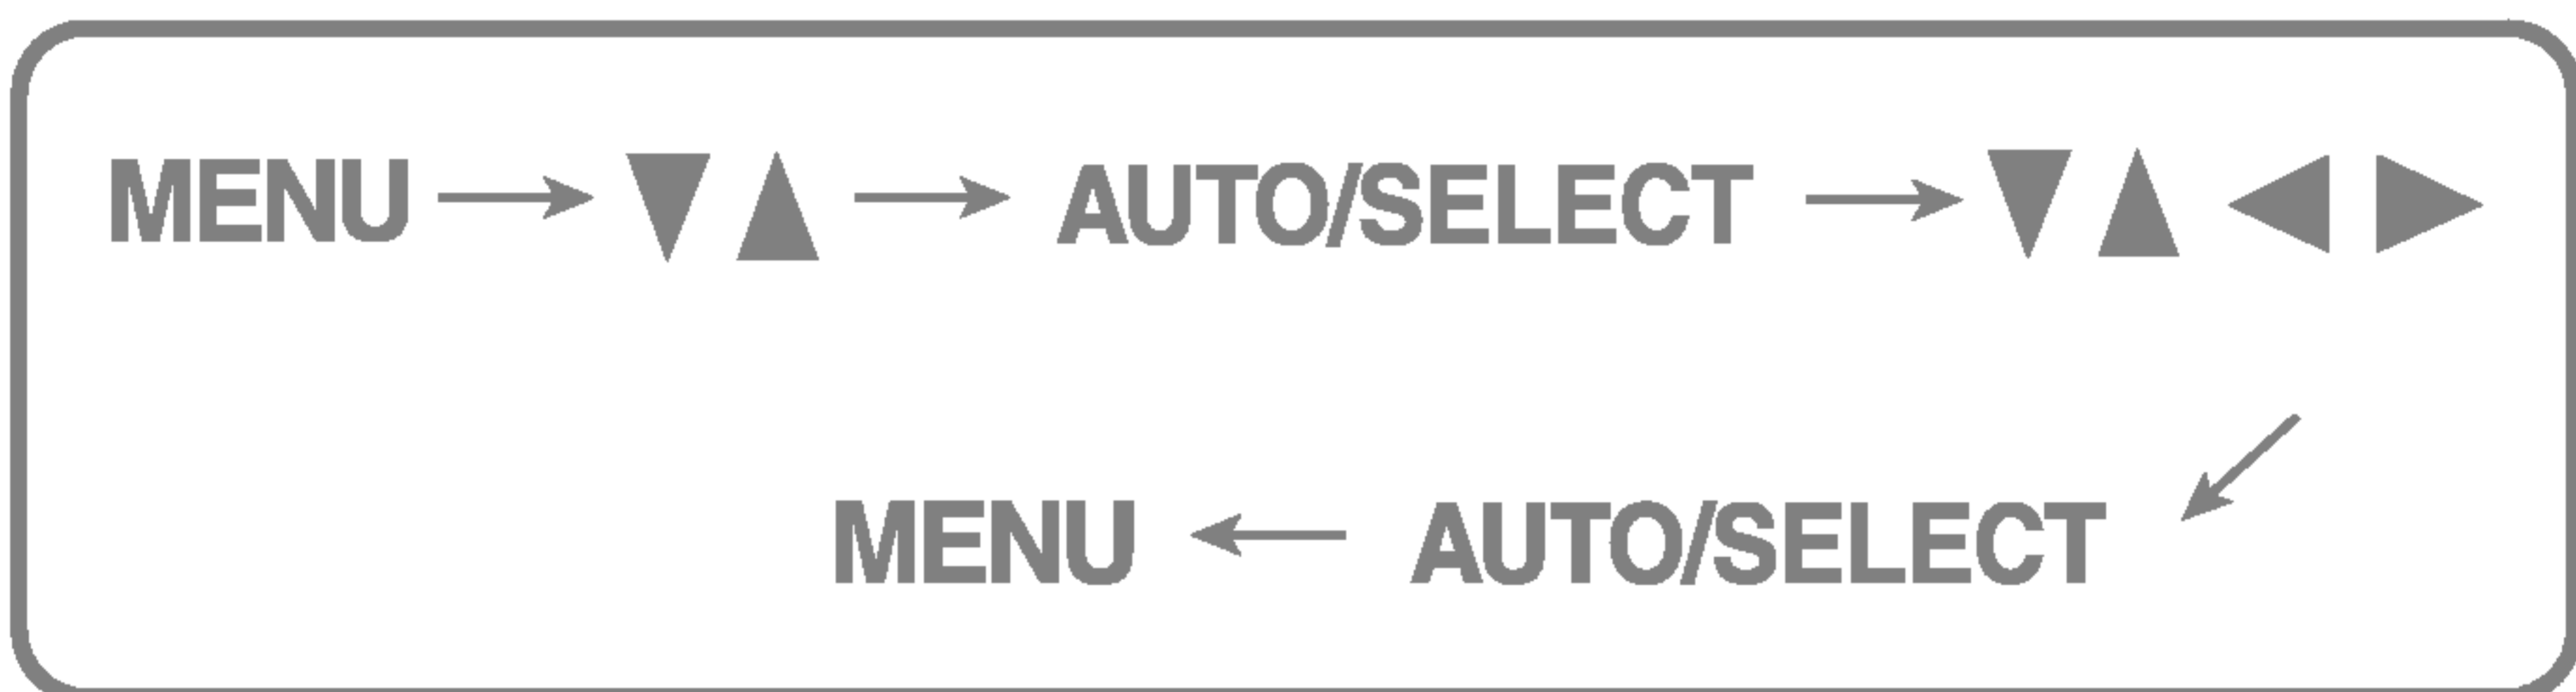 MENU → ▼ ▲ → AUTO/SELECT → ▼ ▲ ◀ ▶
MENU ← AUTO/SELECT